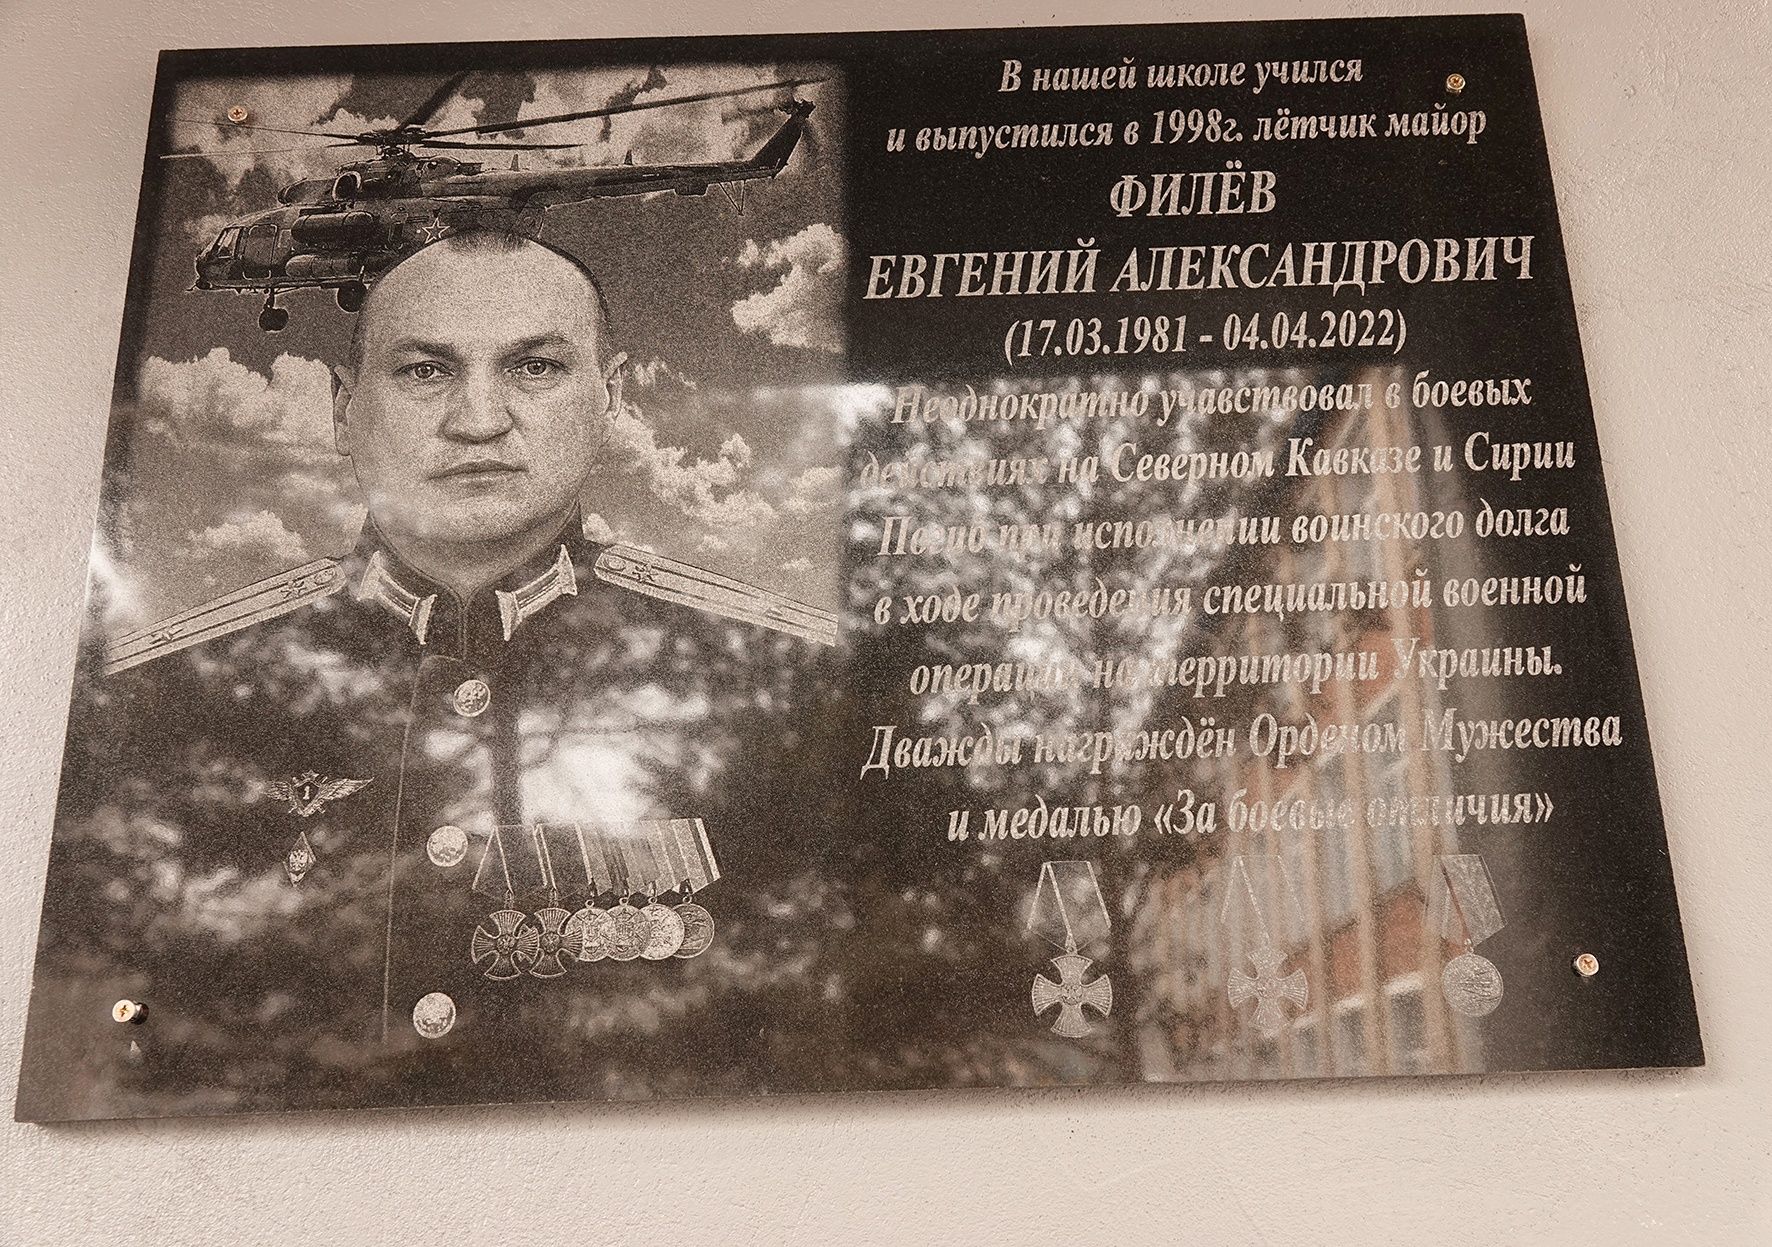 В нашей школе учился
и выпустился в 1998г. лётчик майор
ФИЛЁВ
ЕВГЕНИЙ АЛЕКСАНДРОВИЧ
(17.03.1981 - 04.04.2022)
Неоднократно учавствовал в боевых
действиях на Северном Кавказе и Сирии
Погиб при исполнении воинского долга
в ходе проведения специальной военной
операции на территории Украины.
Дважды награждён Орденом Мужества
и медалью «За боевые отличия»
1